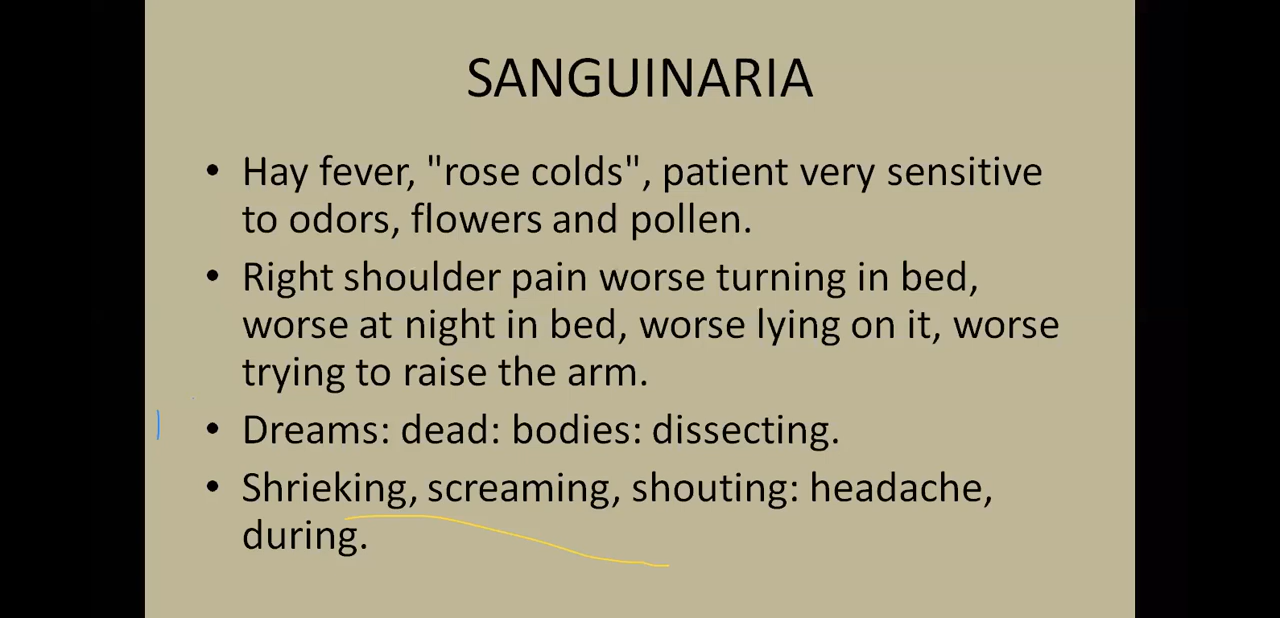 SANGUINARIA
• Hay fever, "rose colds", patient very sensitive
to odors, flowers and pollen.
• Right shoulder pain worse turning in bed,
worse at night in bed, worse lying on it, worse
trying to raise the arm.
• Dreams: dead: bodies: dissecting.
• Shrieking, screaming, shouting: headache,
during.